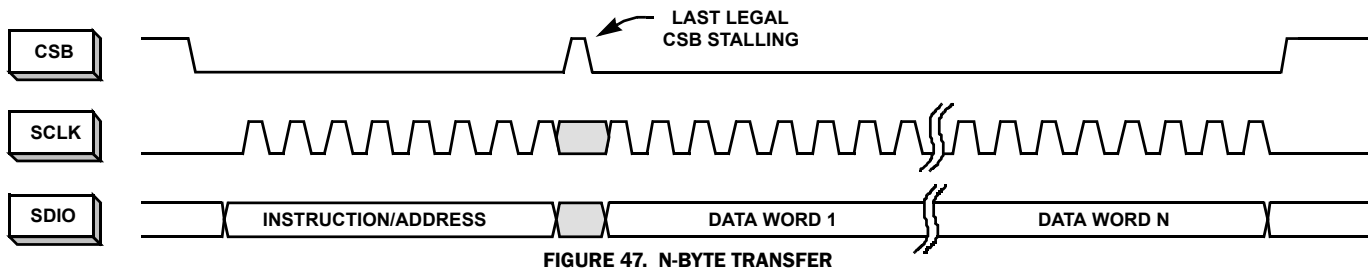 LAST LEGAL
CSB STALLING
CSB
SCLK
SDIO
INSTRUCTION/ADDRESS
DATA WORD 1
DATA WORD N
FIGURE 47. N-BYTE TRANSFER